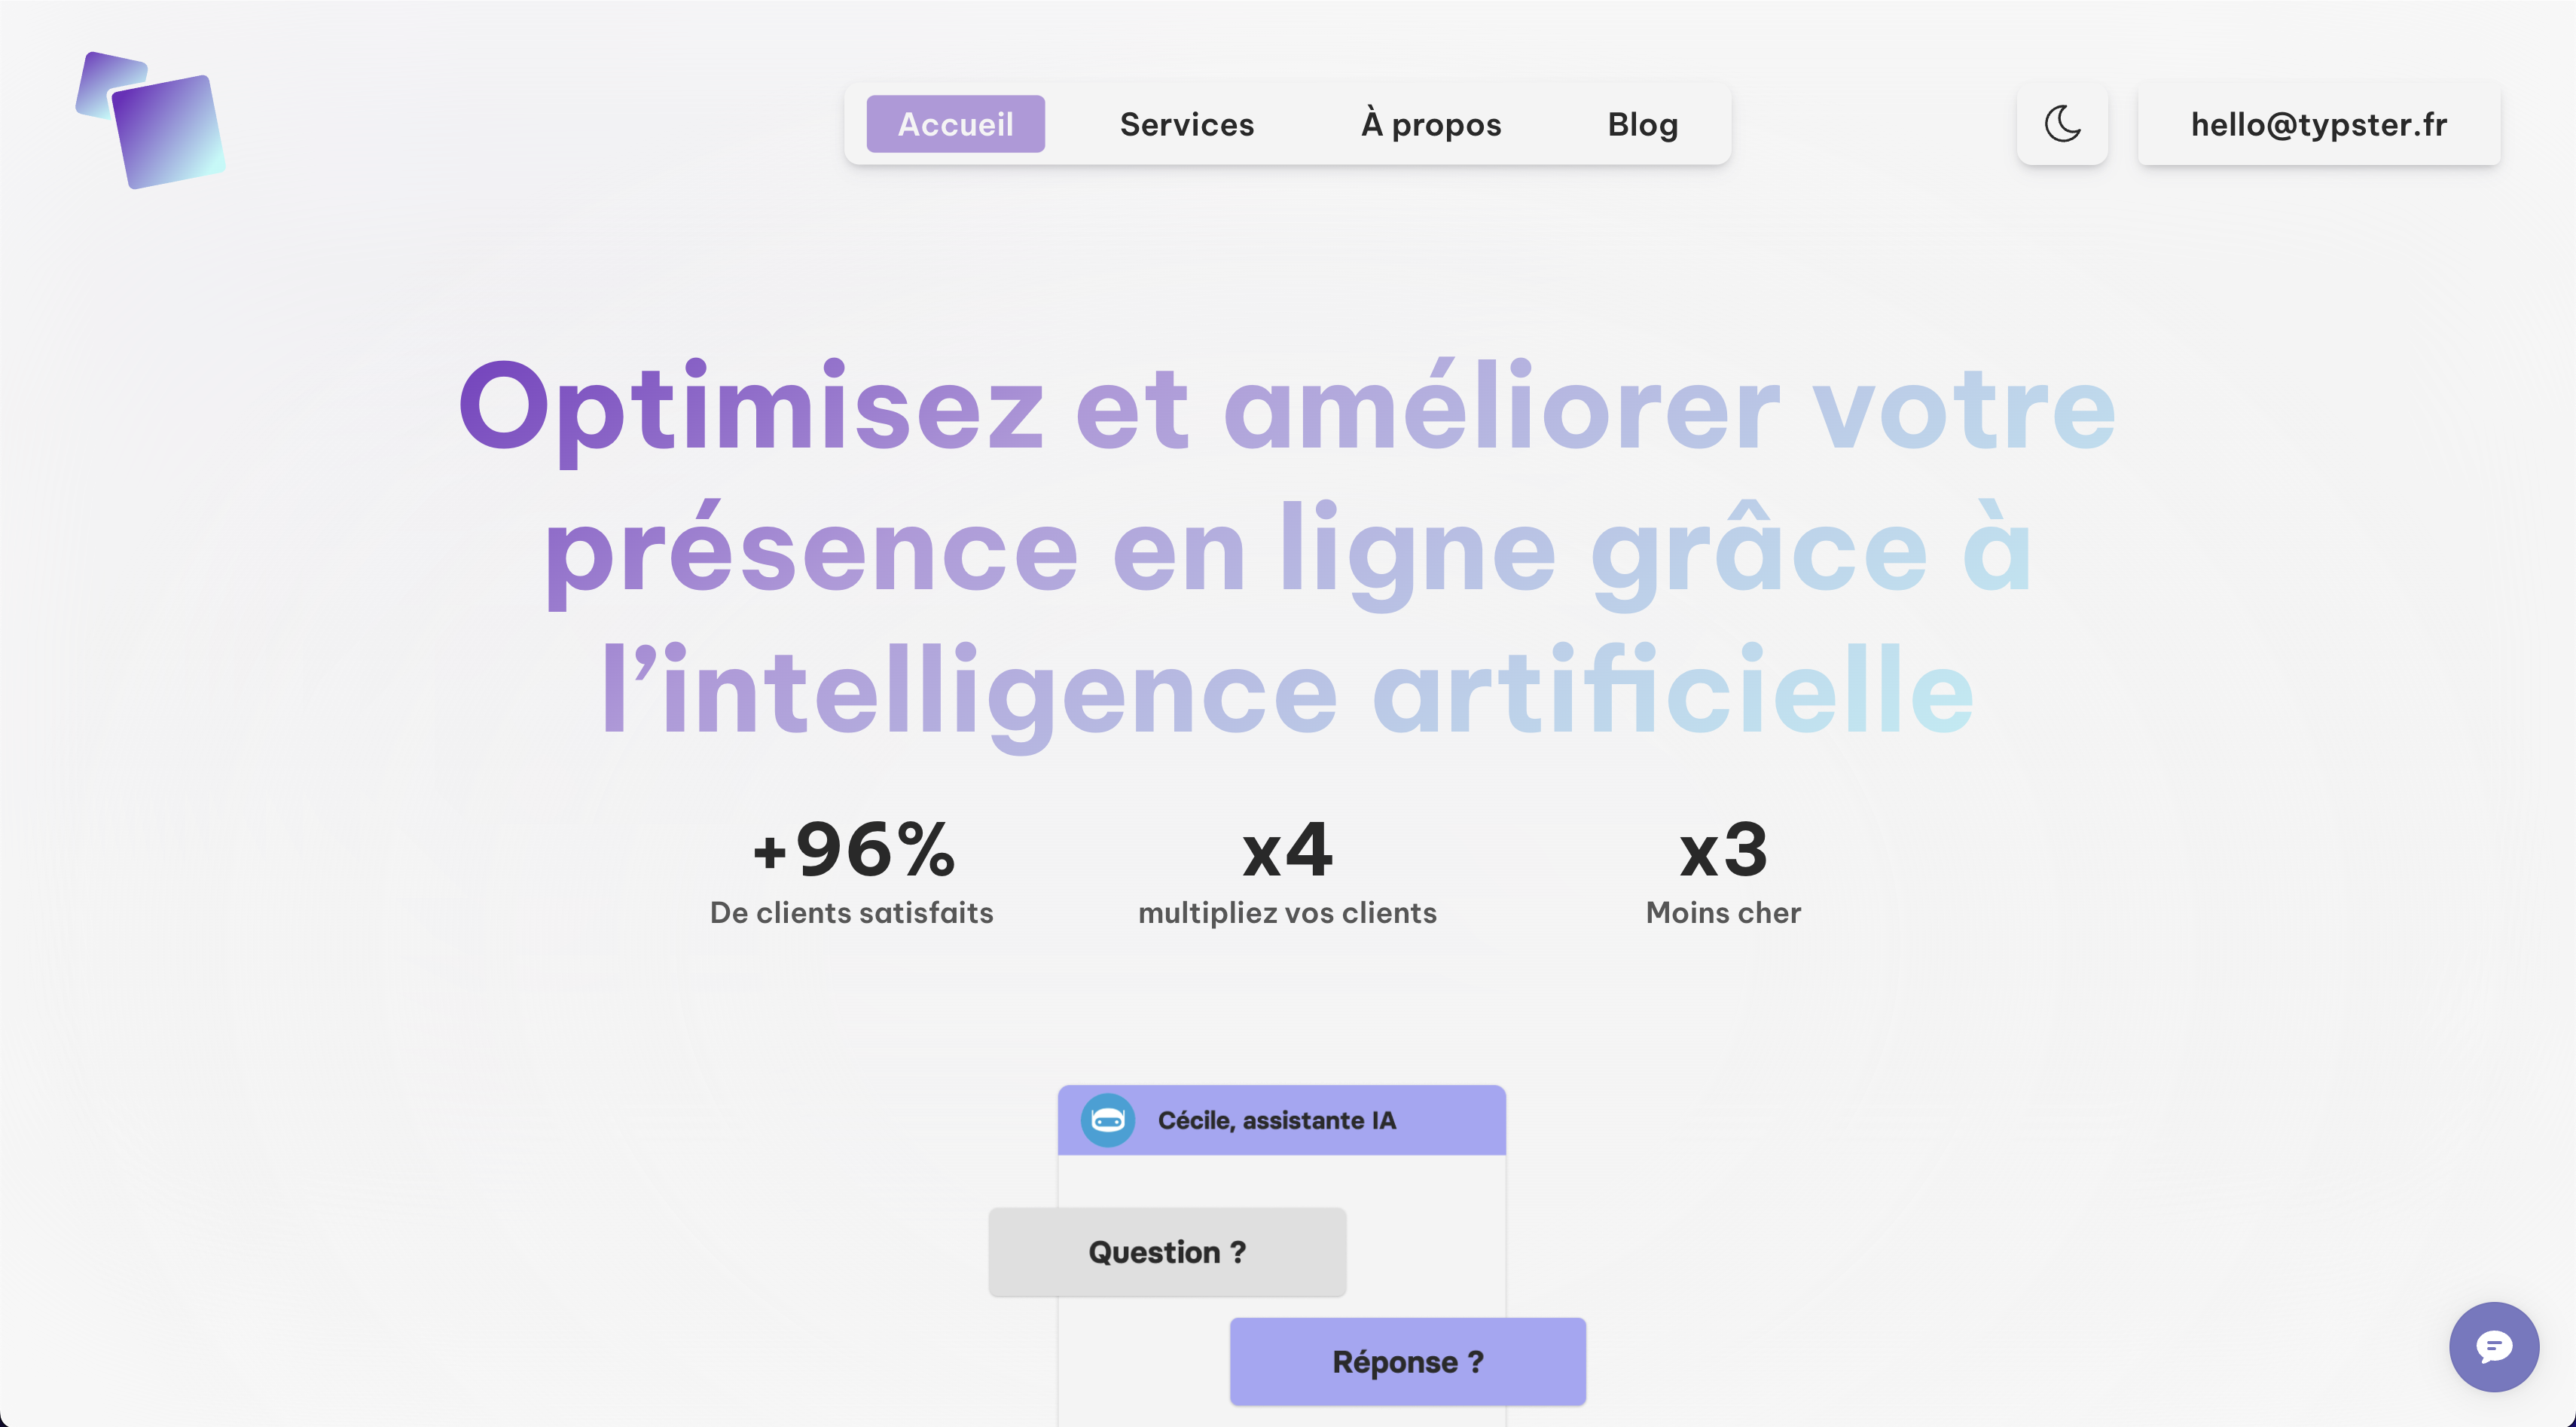 Accueil
Services
À propos
Blog
hello@typster.fr
Optimisez et améliorer votre
présence en ligne grâce à
l’intelligence artificielle
+96%
De clients satisfaits
x4
multipliez vos clients
x3
Moins cher
Cécile, assistante IA
Question ?
Réponse ?